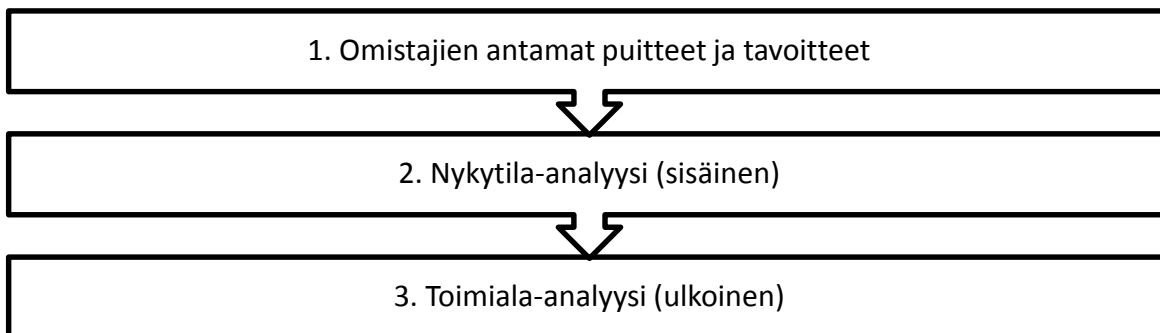 1. Omistajien antamat puitteet ja tavoitteet
2. Nykytila-analyysi (sisäinen)
3. Toimiala-analyysi (ulkoinen)